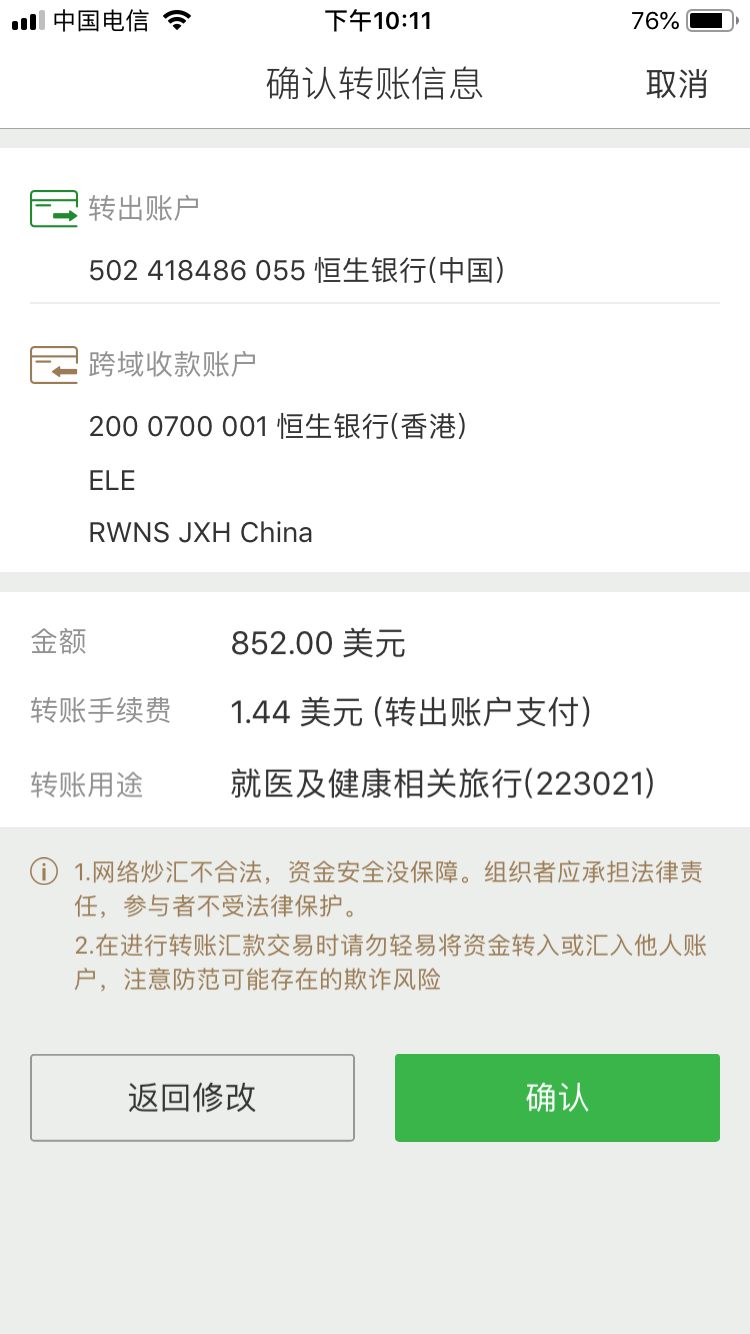 中国电信 下午10:11 76%
确认转账信息 取消
转出账户
502 418486 055 恒生银行(中国)
跨域收款账户
200 0700 001 恒生银行(香港)
ELE
RWNS JXH China
金额 852.00 美元
转账手续费 1.44 美元 (转出账户支付)
转账用途 就医及健康相关旅行(223021)
1.网络炒汇不合法，资金安全没保障。组织者应承担法律责
任，参与者不受法律保护。
2.在进行转账汇款交易时请勿轻易将资金转入或汇入他人账
户，注意防范可能存在的欺诈风险
返回修改 确认